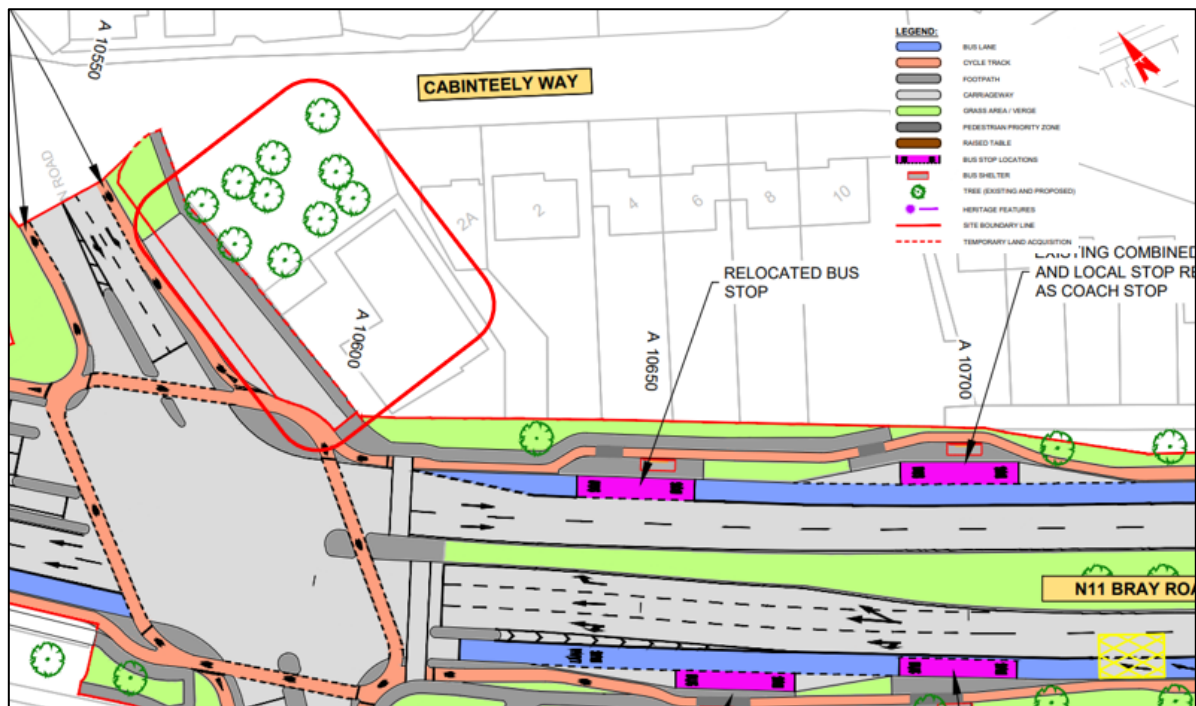 A 10550
CABINTEELY WAY
LEGEND:
BUS LANE
CYCLE TRACK
FOOTPATH
CARRIAGEWAY
GRASS AREA / VERGE
PEDESTRIAN PRIORITY ZONE
RAISED TABLE
BUS STOP LOCATIONS
BUS SHELTER
TREE (EXISTING AND PROPOSED)
HERITAGE FEATURES
SITE BOUNDARY LINE
TEMPORARY LAND ACQUISITION
N
N ROAD
2A
2
4
6
8
10
RELOCATED BUS
STOP
EXISTING COMBINED
AND LOCAL STOP RE
AS COACH STOP
A 10600
A 10650
A 10700
N11 BRAY ROA